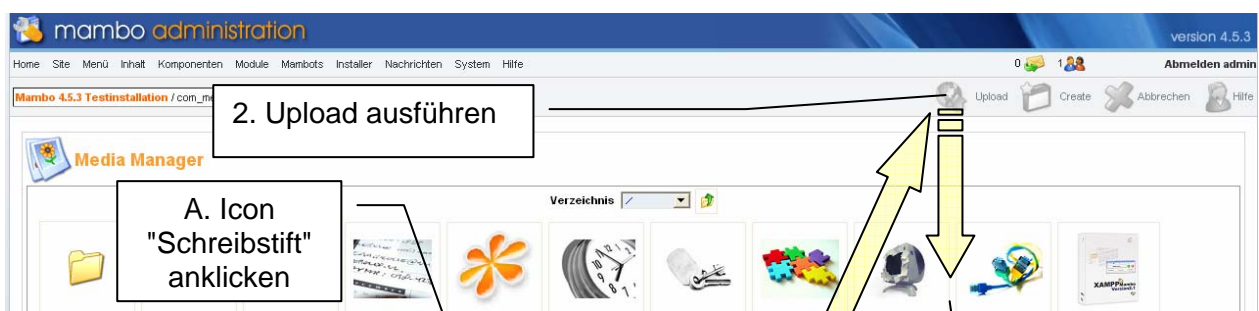 mambo administration
version 4.5.3
Home Site Menü Inhalt Komponenten Module Mambots Installer Nachrichten System Hilfe 0 1 Abmelden admin
Mambo 4.5.3 Testinstallation / com_me
2. Upload ausführen
Upload Create Abbrechen Hilfe
Media Manager
A. Icon
"Schreibstift"
anklicken
Verzeichnis /
XAMPP Mambo